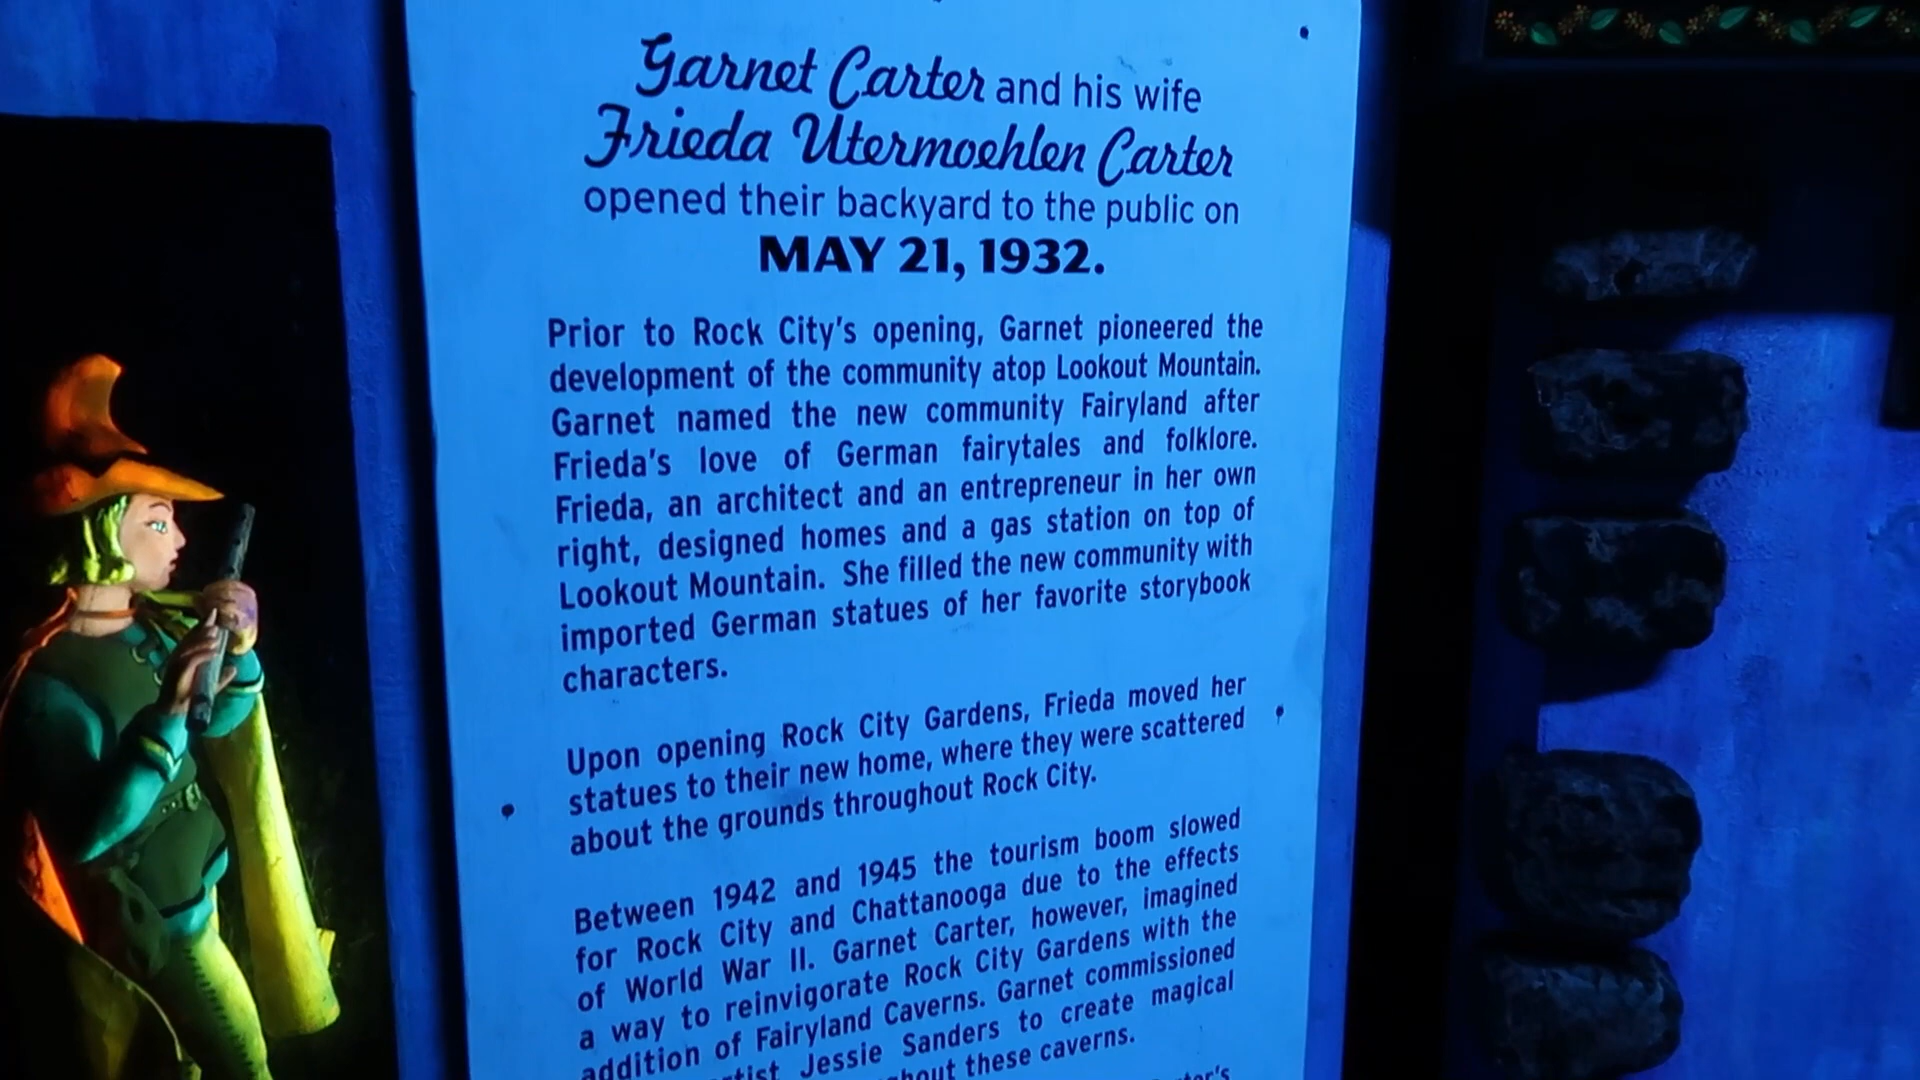 Garnet Carter and his wife
Frieda Utermoehlen Carter
opened their backyard to the public on
MAY 21, 1932.
Prior to Rock City's opening, Garnet pioneered the
development of the community atop Lookout Mountain.
Garnet named the new community Fairyland after
Frieda's love of German fairytales and folklore.
Frieda, an architect and an entrepreneur in her own
right, designed homes and a gas station on top of
Lookout Mountain. She filled the new community with
imported German statues of her favorite storybook
characters.
Upon opening Rock City Gardens, Frieda moved her
statues to their new home, where they were scattered
about the grounds throughout Rock City.
Between 1942 and 1945 the tourism boom slowed
for Rock City and Chattanooga due to the effects
of World War II. Garnet Carter, however, imagined
a way to reinvigorate Rock City Gardens with the
addition of Fairyland Caverns. Garnet commissioned
Jessie Sanders to create magical
these caverns.